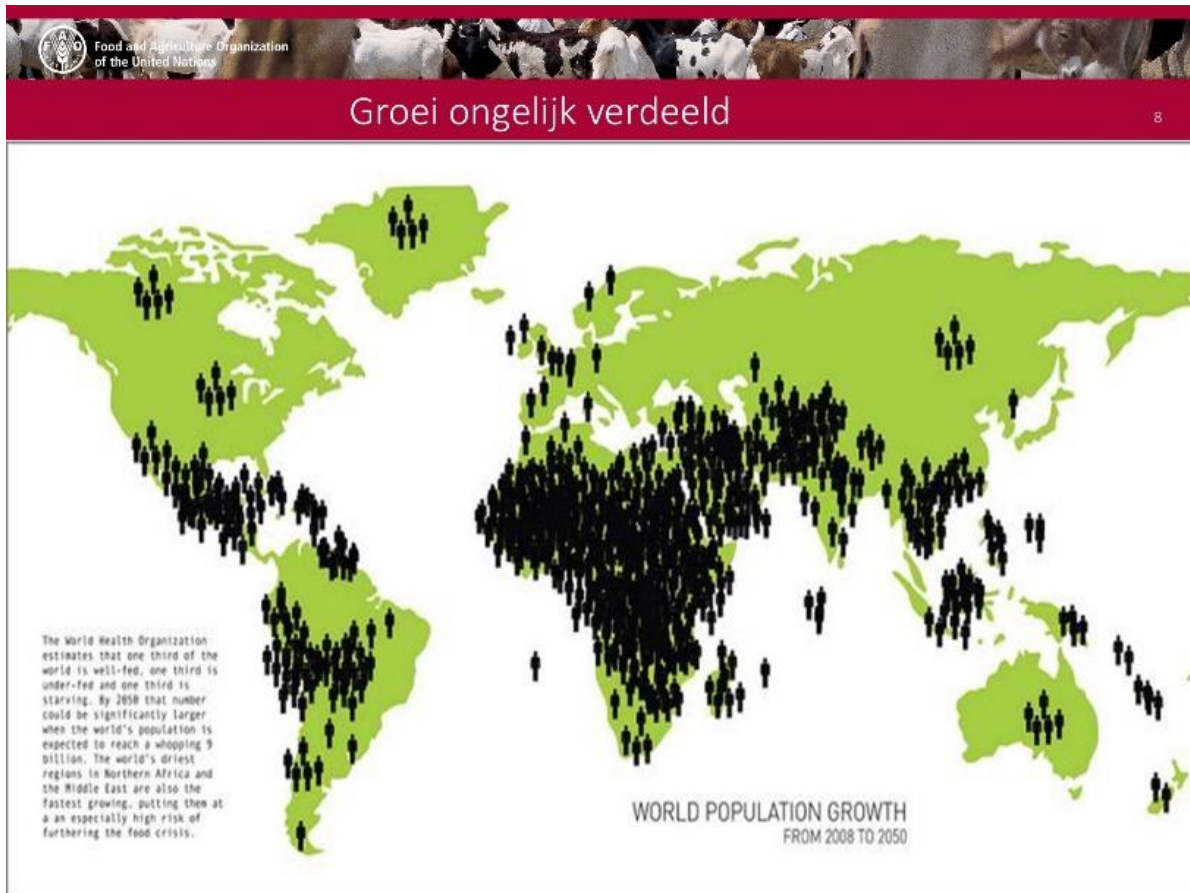 FAO
Food and Agriculture Organization
of the United Nations
Groei ongelijk verdeeld
8
The World Health Organization
estimates that one third of the
world is well-fed, one third is
under-fed and one third is
starving. By 2050 that number
could be significantly larger
when the world's population is
expected to reach a whopping 9
billion. The world's driest
regions in Northern Africa and
the Middle East are also the
fastest growing, putting them at
a an especially high risk of
furthering the food crisis.
WORLD POPULATION GROWTH
FROM 2008 TO 2050